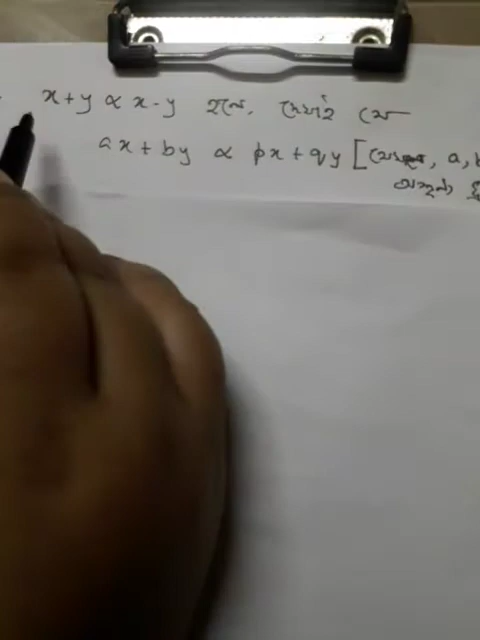 x+y ∝ x-y হলে, দেখাই যে
ax+by ∝ px+qy [যেখানে, a, b